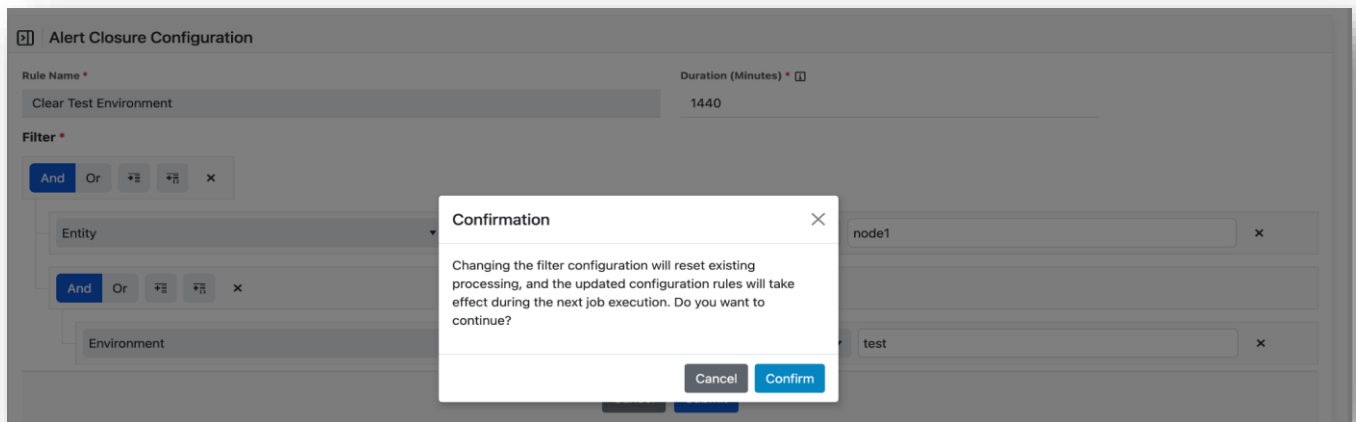 Alert Closure Configuration
Rule Name *
Duration (Minutes) *
Clear Test Environment
1440
Filter *
And Or
Entity
node1
And Or
Environment
test
Confirmation
Changing the filter configuration will reset existing
processing, and the updated configuration rules will take
effect during the next job execution. Do you want to
continue?
Cancel Confirm